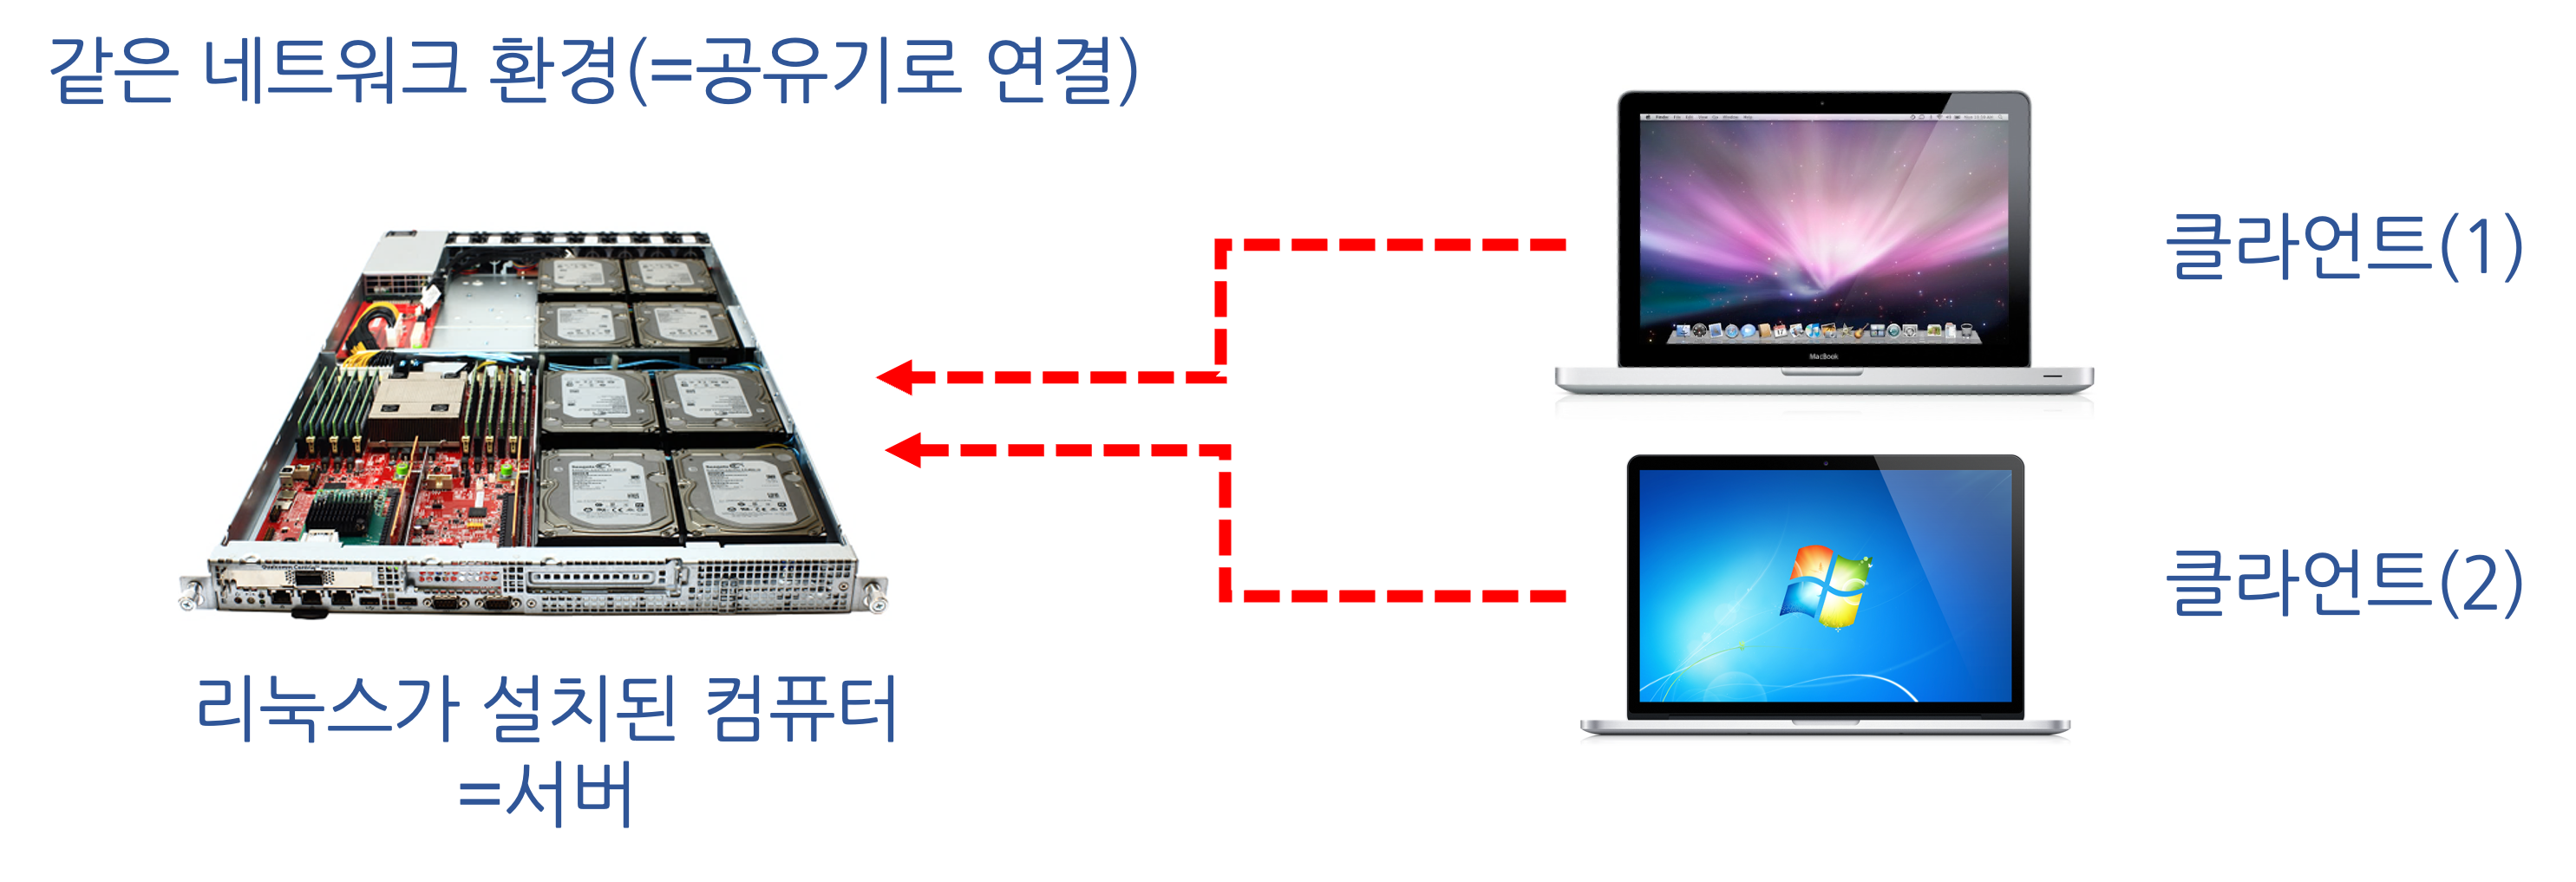 같은 네트워크 환경(=공유기로 연결)
클라언트(1)
MacBook
클라언트(2)
리눅스가 설치된 컴퓨터
=서버